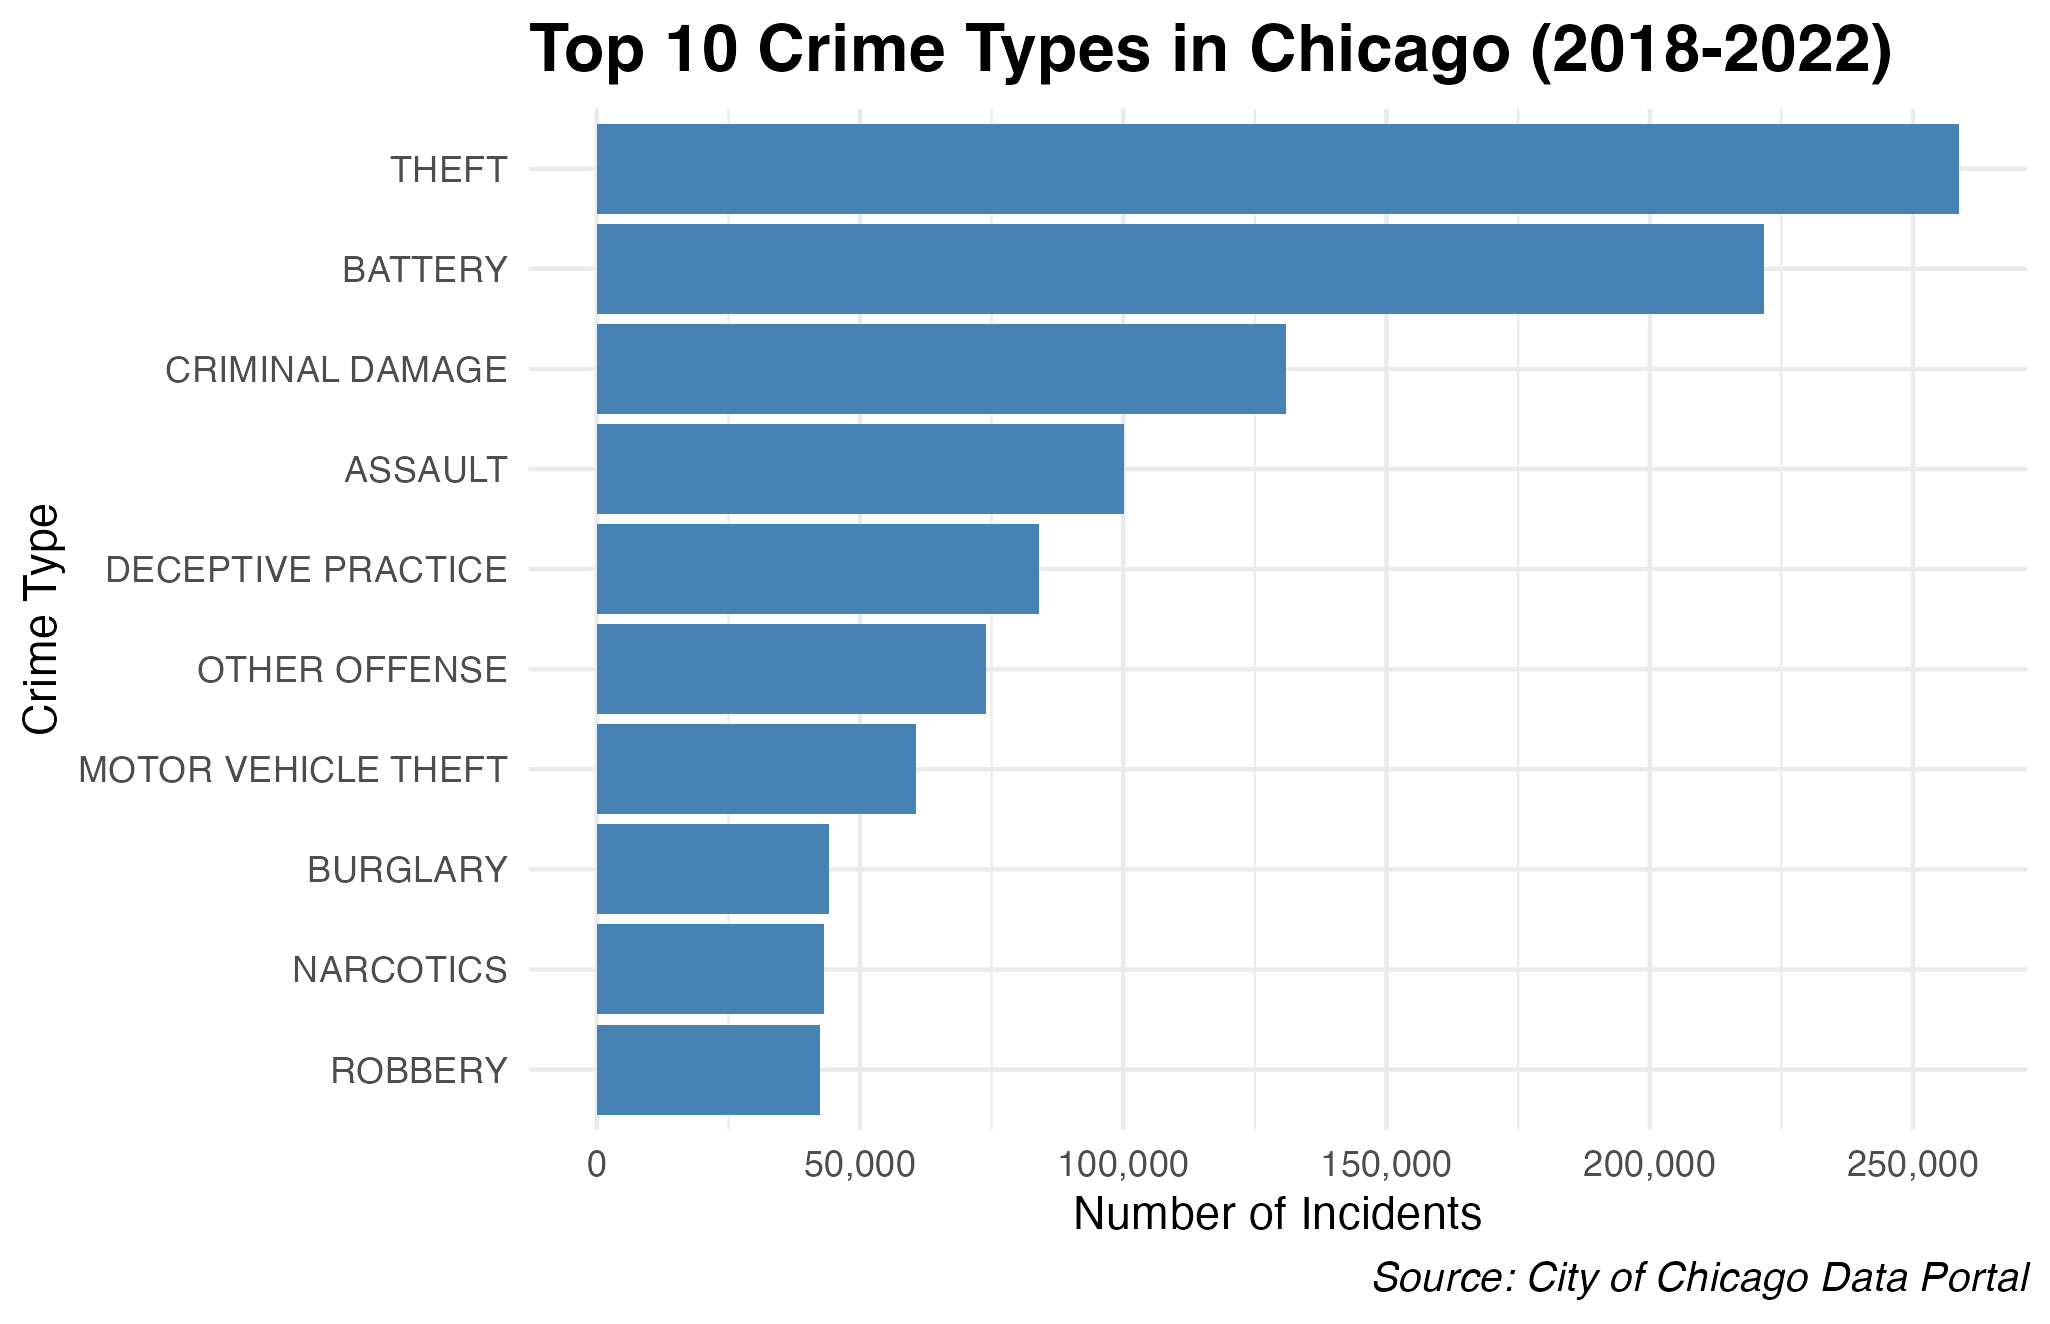 Top 10 Crime Types in Chicago (2018-2022)
THEFT
BATTERY
CRIMINAL DAMAGE
ASSAULT
DECEPTIVE PRACTICE
OTHER OFFENSE
MOTOR VEHICLE THEFT
BURGLARY
NARCOTICS
ROBBERY
Crime Type
0 50,000 100,000 150,000 200,000 250,000
Number of Incidents
Source: City of Chicago Data Portal